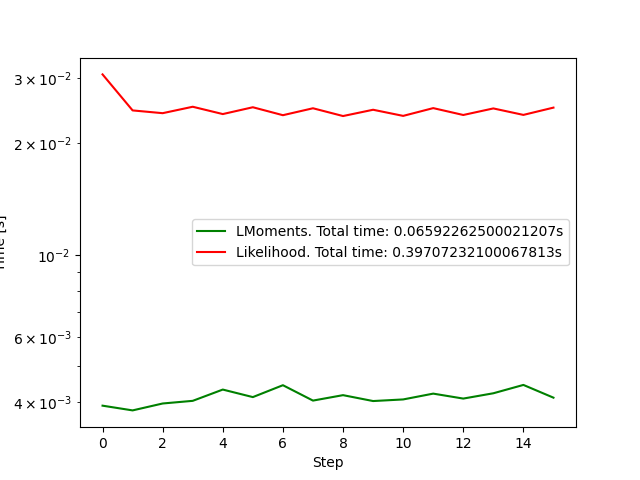 3 × 10⁻²
2 × 10⁻²
10⁻²
6 × 10⁻³
4 × 10⁻³
LMoments. Total time: 0.06592262500021207s
Likelihood. Total time: 0.39707232100067813s
0 2 4 6 8 10 12 14
Step